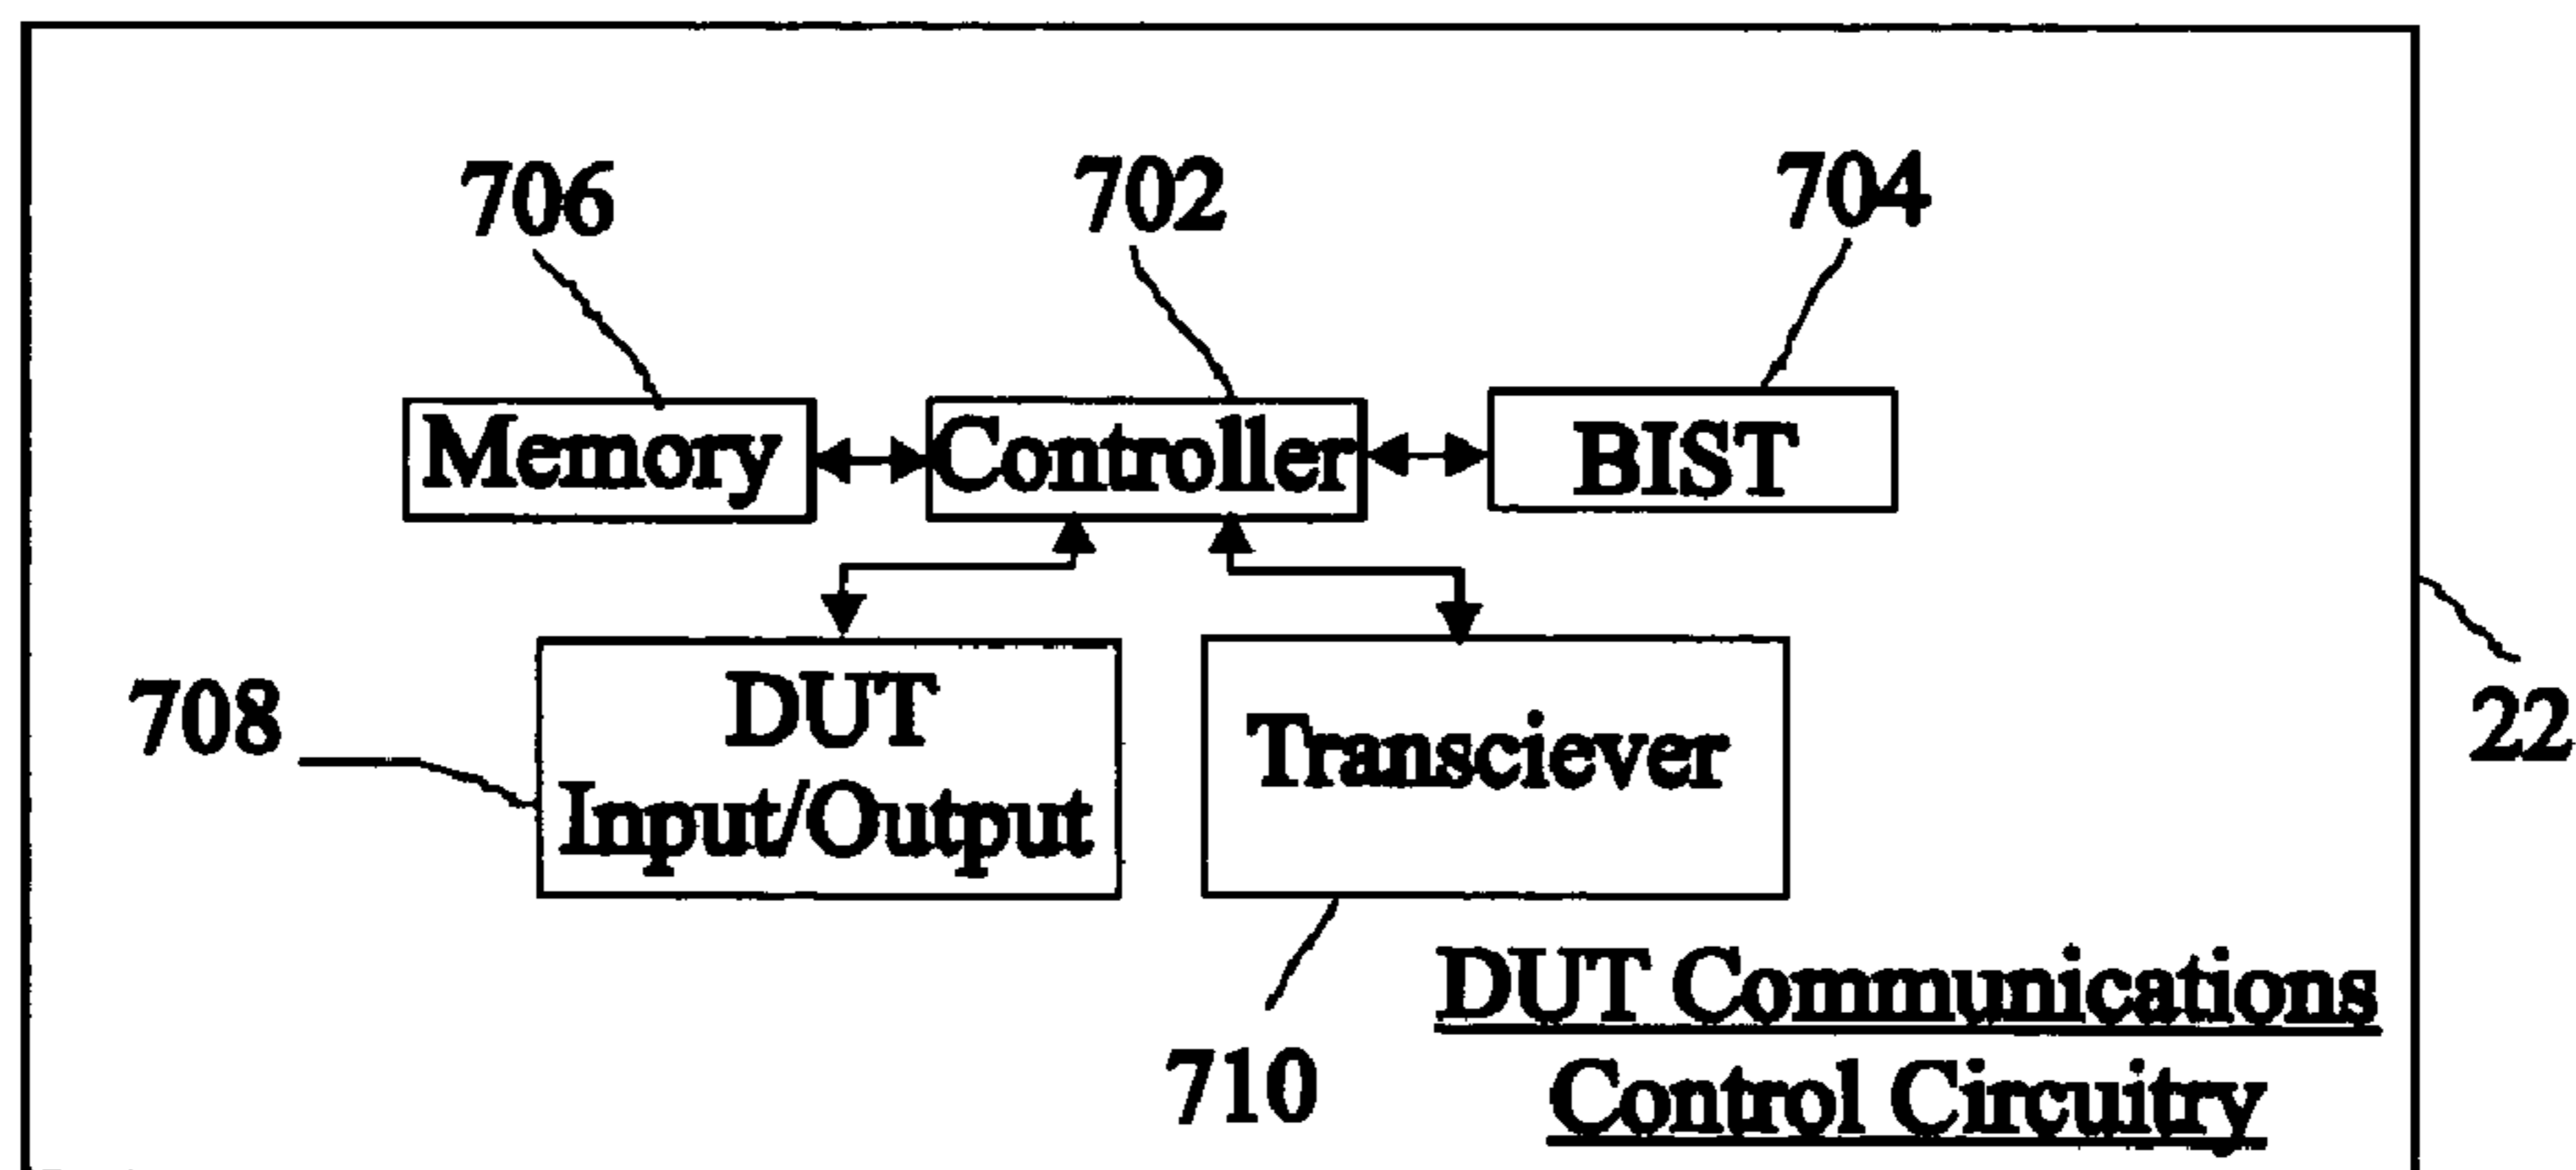 706
702
704
Memory
Controller
BIST
708
DUT
Input/Output
Transciever
22
710
DUT Communications
Control Circuitry